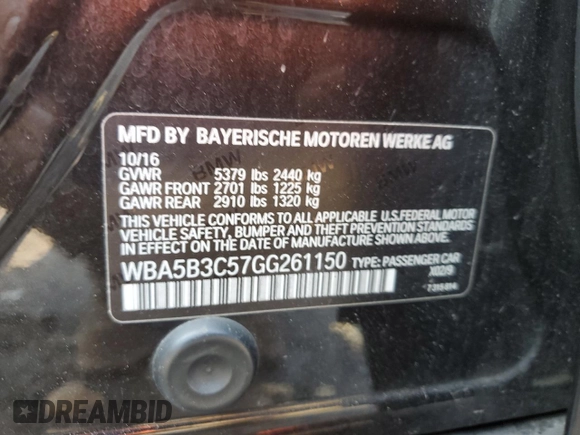 MFD BY BAYERISCHE MOTOREN WERKE AG
10/16
GVWR 5379 lbs 2440 kg
GAWR FRONT 2701 lbs 1225 kg
GAWR REAR 2910 lbs 1320 kg
THIS VEHICLE CONFORMS TO ALL APPLICABLE U.S.FEDERAL MOTOR
VEHICLE SAFETY, BUMPER AND THEFT PREVENTION STANDARDS
IN EFFECT ON THE DATE OF MANUFACTURE SHOWN ABOVE.
WBA5B3C57GG261150 TYPE: PASSENGER CAR
X02/9
DREAMBID